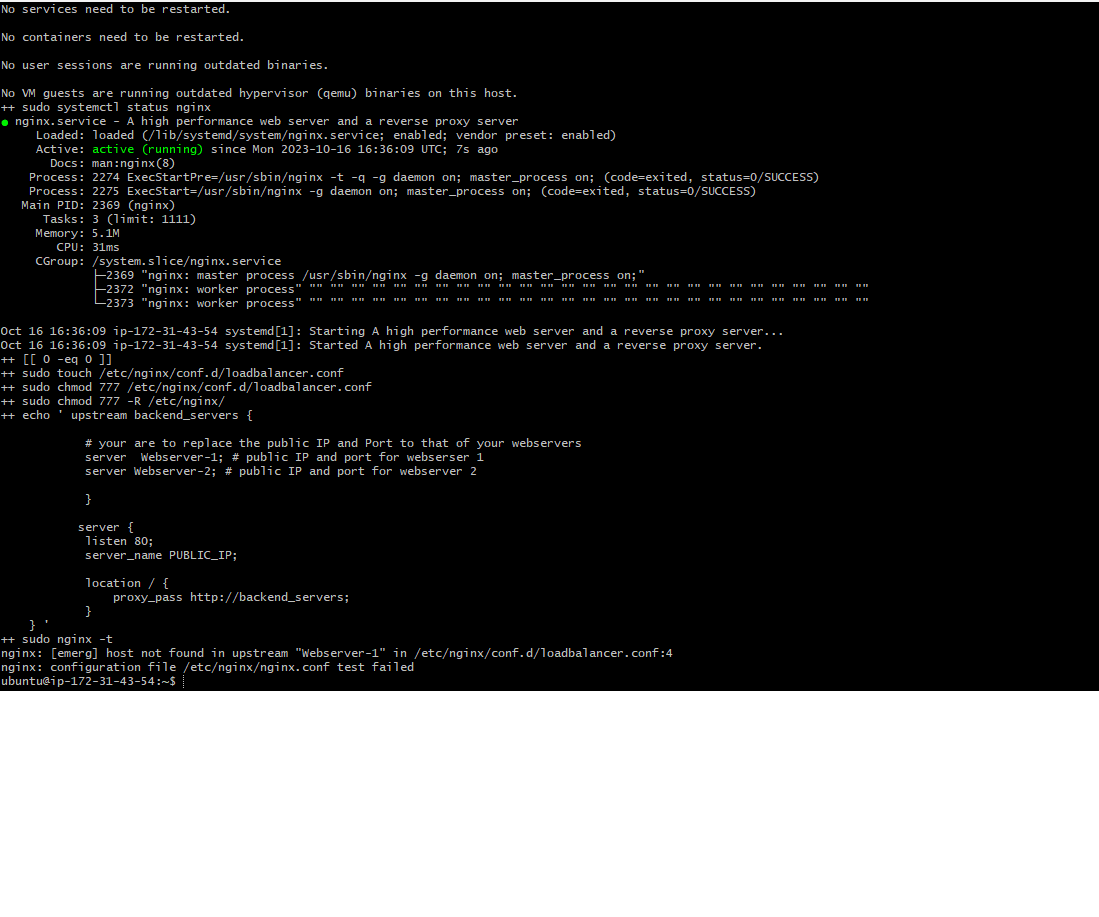 No services need to be restarted.
No containers need to be restarted.
No user sessions are running outdated binaries.
No VM guests are running outdated hypervisor (qemu) binaries on this host.
++ sudo systemctl status nginx
● nginx.service - A high performance web server and a reverse proxy server
Loaded: loaded (/lib/systemd/system/nginx.service; enabled; vendor preset: enabled)
Active: active (running) since Mon 2023-10-16 16:36:09 UTC; 7s ago
Docs: man:nginx(8)
Process: 2274 ExecStartPre=/usr/sbin/nginx -t -q -g daemon on; master_process on; (code=exited, status=0/SUCCESS)
Process: 2275 ExecStart=/usr/sbin/nginx -g daemon on; master_process on; (code=exited, status=0/SUCCESS)
Main PID: 2369 (nginx)
Tasks: 3 (limit: 1111)
Memory: 5.1M
CPU: 31ms
CGroup: /system.slice/nginx.service
├─2369 "nginx: master process /usr/sbin/nginx -g daemon on; master_process on;"
├─2372 "nginx: worker process" "" "" "" "" "" "" "" "" "" "" "" "" "" "" "" "" "" "" "" "" "" "" "" "" "" "" ""
└─2373 "nginx: worker process" "" "" "" "" "" "" "" "" "" "" "" "" "" "" "" "" "" "" "" "" "" "" "" "" "" "" ""
Oct 16 16:36:09 ip-172-31-43-54 systemd[1]: Starting A high performance web server and a reverse proxy server...
Oct 16 16:36:09 ip-172-31-43-54 systemd[1]: Started A high performance web server and a reverse proxy server.
++ [[ 0 -eq 0 ]]
++ sudo touch /etc/nginx/conf.d/loadbalancer.conf
++ sudo chmod 777 /etc/nginx/conf.d/loadbalancer.conf
++ sudo chmod 777 -R /etc/nginx/
++ echo ' upstream backend_servers {
# your are to replace the public IP and Port to that of your webservers
server  Webserver-1; # public IP and port for webserser 1
server Webserver-2; # public IP and port for webserver 2
}
server {
listen 80;
server_name PUBLIC_IP;
location / {
proxy_pass http://backend_servers;
}
} '
++ sudo nginx -t
nginx: [emerg] host not found in upstream "Webserver-1" in /etc/nginx/conf.d/loadbalancer.conf:4
nginx: configuration file /etc/nginx/nginx.conf test failed
ubuntu@ip-172-31-43-54:~$